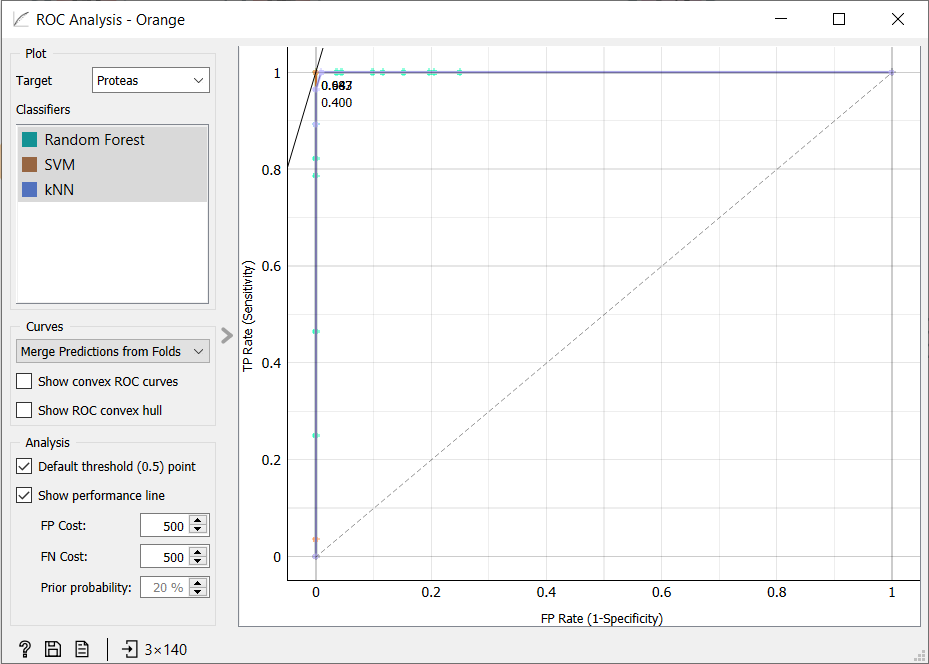 ROC Analysis - Orange
Plot
Target
Proteas
Classifiers
Random Forest
SVM
kNN
Curves
Merge Predictions from Folds
Show convex ROC curves
Show ROC convex hull
Analysis
Default threshold (0.5) point
Show performance line
FP Cost:
500
FN Cost:
500
Prior probability:
20 %
3×140
TP Rate (Sensitivity)
1
0.8
0.6
0.4
0.2
0
0.400
0
0.2
0.4
0.6
0.8
1
FP Rate (1-Specificity)